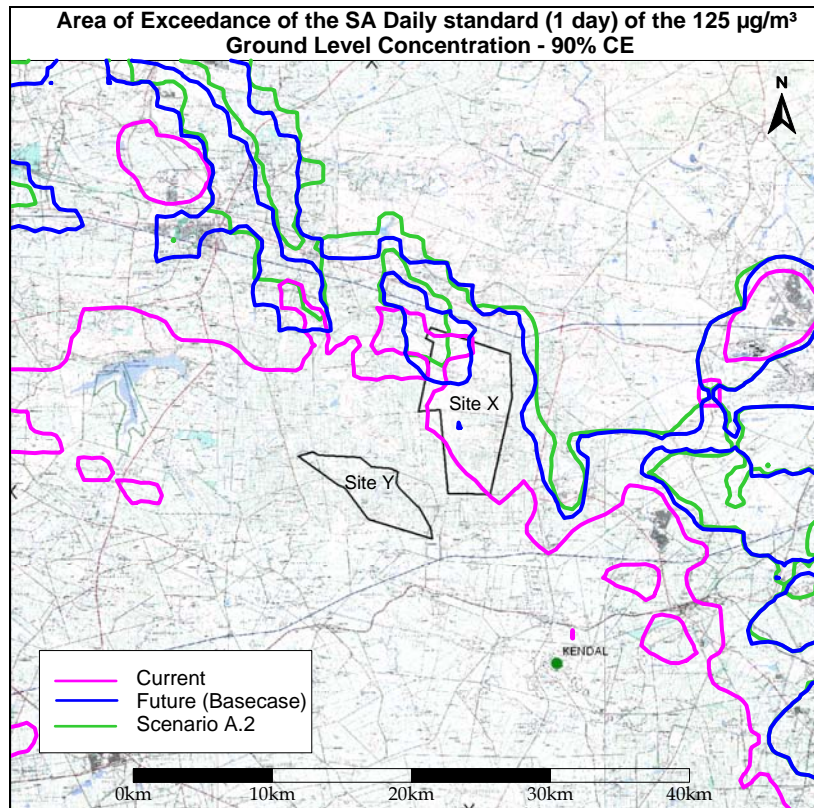 Area of Exceedance of the SA Daily standard (1 day) of the 125 µg/m³
Ground Level Concentration - 90% CE
N
Site X
Site Y
KENDAL
Current
Future (Basecase)
Scenario A.2
0km 10km 20km 30km 40km